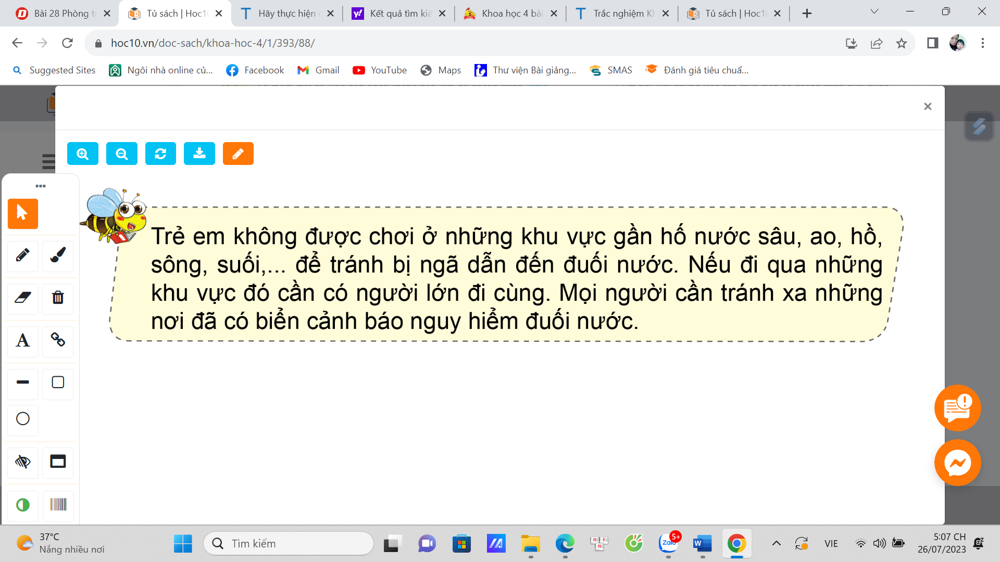 Bài 28 Phòng tr
Tủ sách | Hoc10
Hãy thực hiện
Kết quả tìm kiế
Khoa học 4 bài
Trắc nghiệm Kh
Tủ sách | Hoc10
hoc10.vn/doc-sach/khoa-hoc-4/1/393/88/
Suggested Sites
Ngôi nhà online củ...
Facebook
Gmail
YouTube
Maps
Thư viện Bài giảng...
SMAS
Đánh giá tiêu chuẩ...
Trẻ em không được chơi ở những khu vực gần hố nước sâu, ao, hồ,
sông, suối,... để tránh bị ngã dẫn đến đuối nước. Nếu đi qua những
khu vực đó cần có người lớn đi cùng. Mọi người cần tránh xa những
nơi đã có biển cảnh báo nguy hiểm đuối nước.
37°C
Nắng nhiều nơi
Tìm kiếm
Zalo
5+
VIE
5:07 CH
26/07/2023